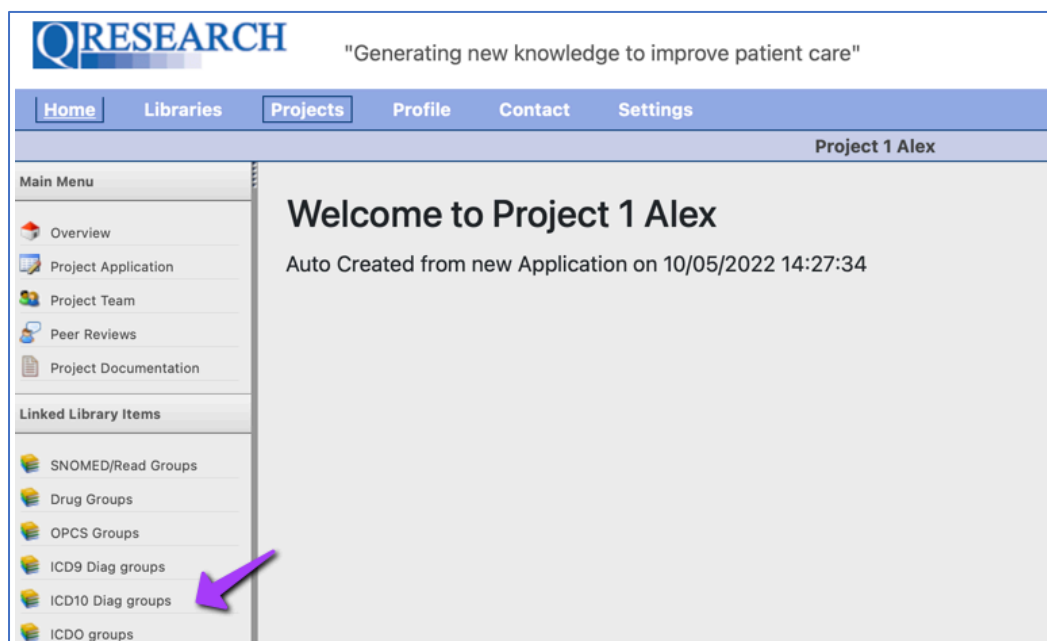 QRESEARCH
"Generating new knowledge to improve patient care"
Home Libraries Projects Profile Contact Settings
Project 1 Alex
Main Menu
Overview
Project Application
Project Team
Peer Reviews
Project Documentation
Linked Library Items
SNOMED/Read Groups
Drug Groups
OPCS Groups
ICD9 Diag groups
ICD10 Diag groups
ICDO groups
Welcome to Project 1 Alex
Auto Created from new Application on 10/05/2022 14:27:34